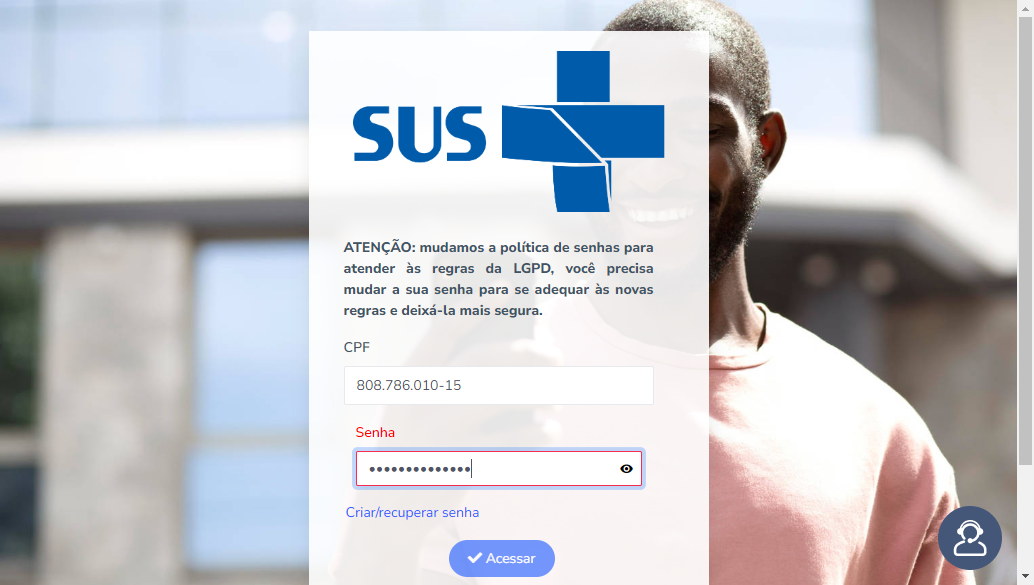 SUS
ATENÇÃO: mudamos a política de senhas para
atender às regras da LGPD, você precisa
mudar a sua senha para se adequar às novas
regras e deixá-la mais segura.
CPF
808.786.010-15
Senha
••••••••••••••
Criar/recuperar senha
Acessar